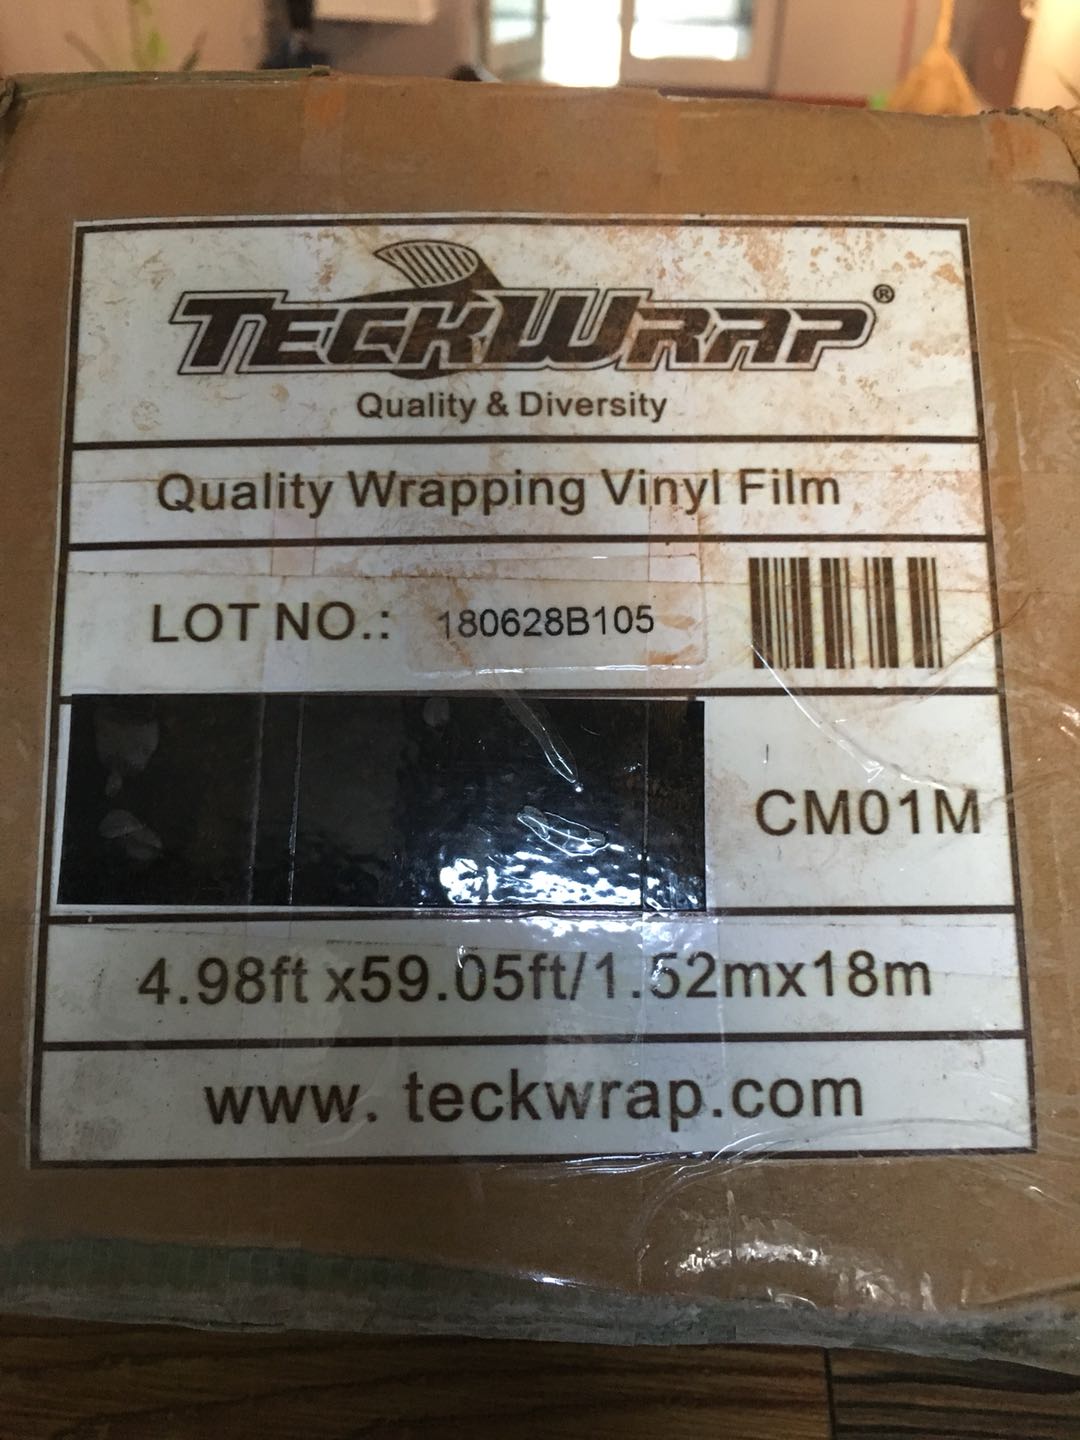 TECKWRAP®
Quality & Diversity
Quality Wrapping Vinyl Film
LOT NO.: 180628B105
CM01M
4.98ft x59.05ft/1.52mx18m
www. teckwrap.com